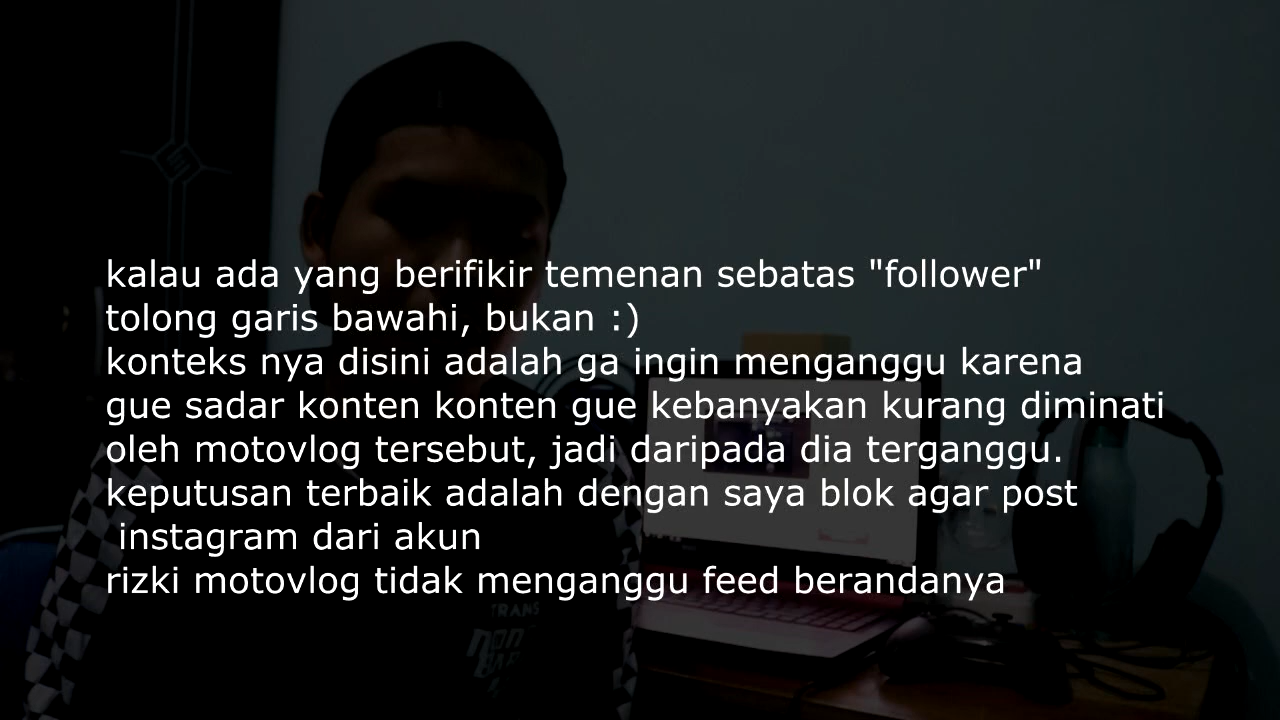 kalau ada yang berifikir temenan sebatas "follower"
tolong garis bawahi, bukan :)
konteks nya disini adalah ga ingin menganggu karena
gue sadar konten konten gue kebanyakan kurang diminati
oleh motovlog tersebut, jadi daripada dia terganggu.
keputusan terbaik adalah dengan saya blok agar post
instagram dari akun
rizki motovlog tidak menganggu feed berandanya
TRANS